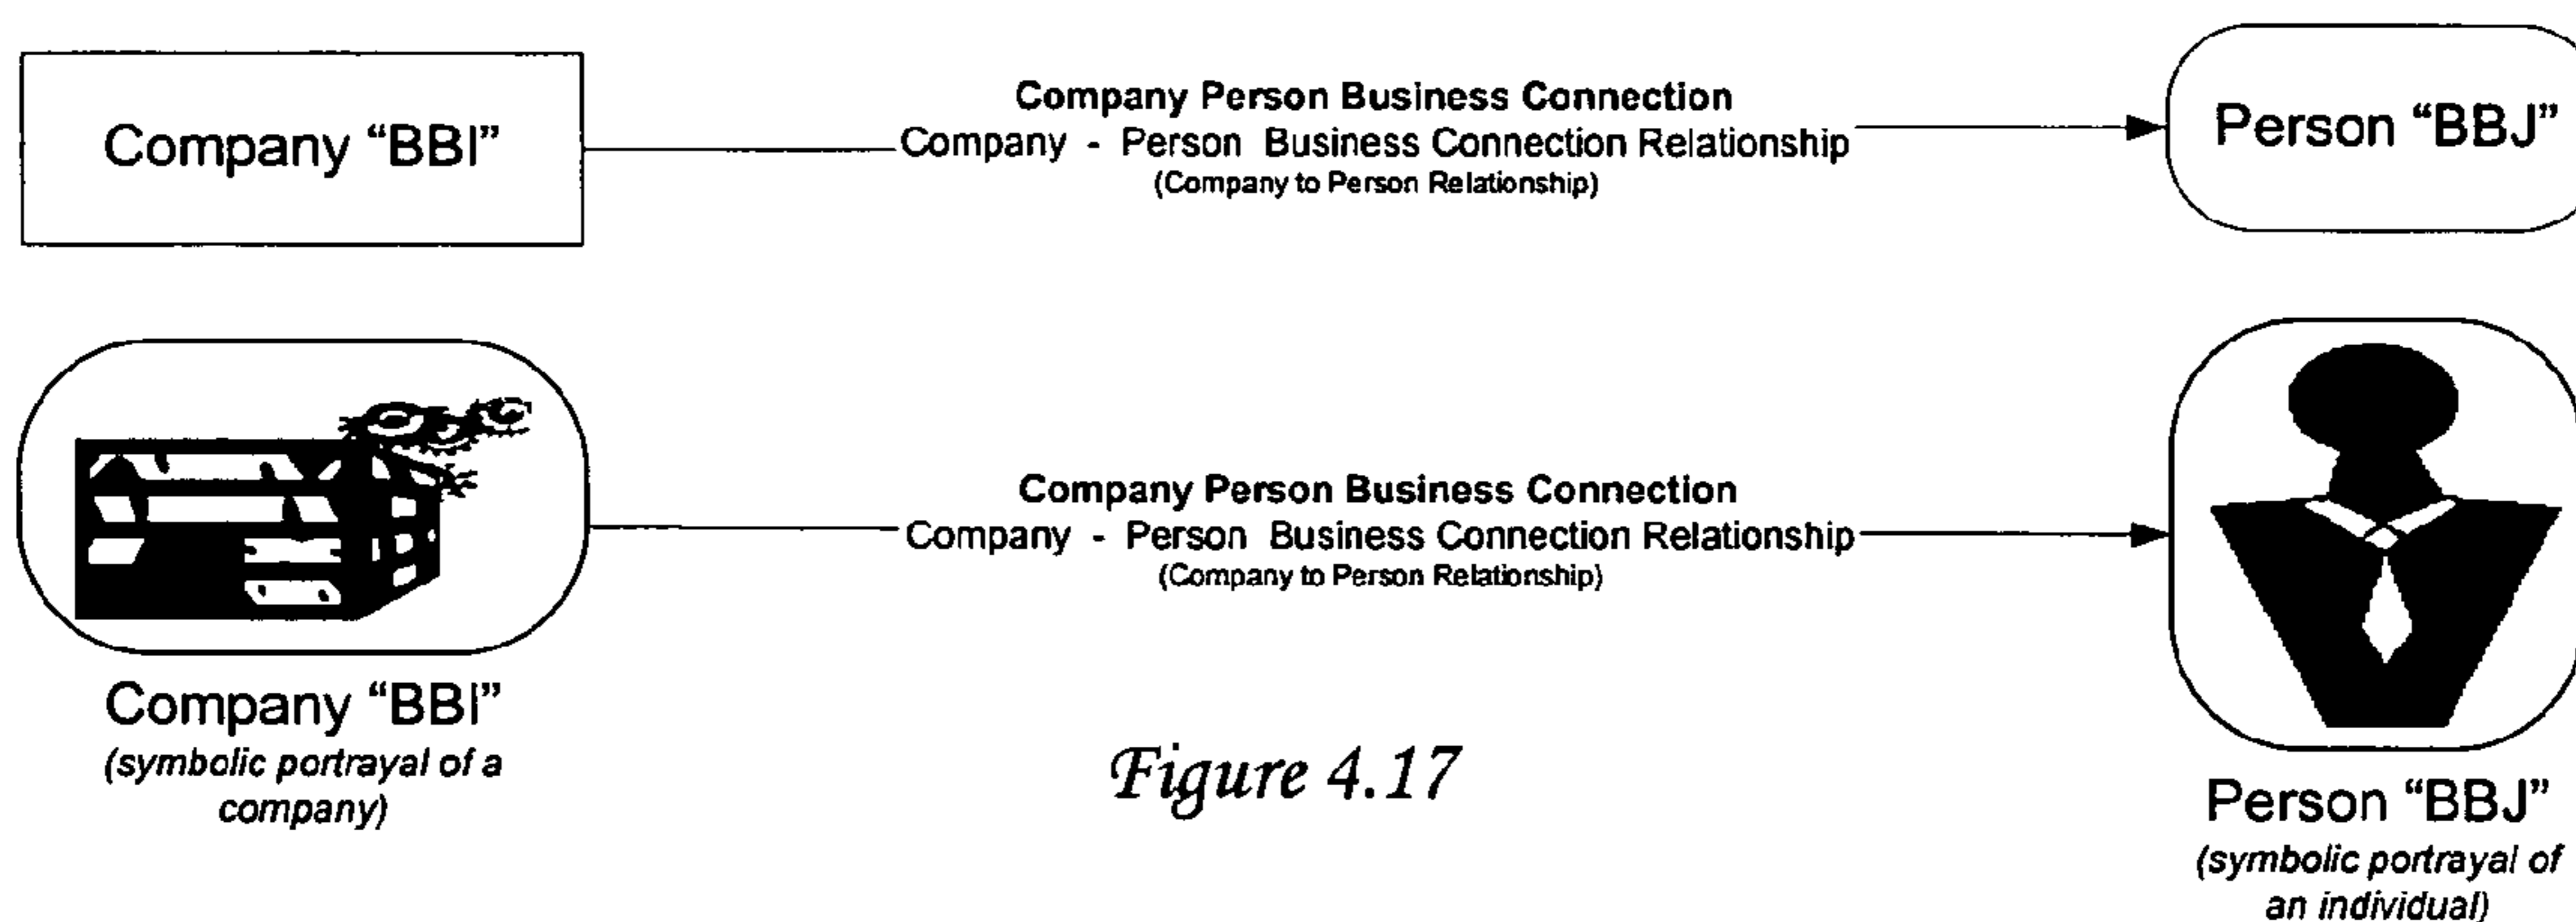 Company “BBI”
Company Person Business Connection
Company - Person Business Connection Relationship
(Company to Person Relationship)
Person “BBJ”
Company Person Business Connection
Company - Person Business Connection Relationship
(Company to Person Relationship)
Company “BBI”
(symbolic portrayal of a
company)
Figure 4.17
Person “BBJ”
(symbolic portrayal of
an individual)